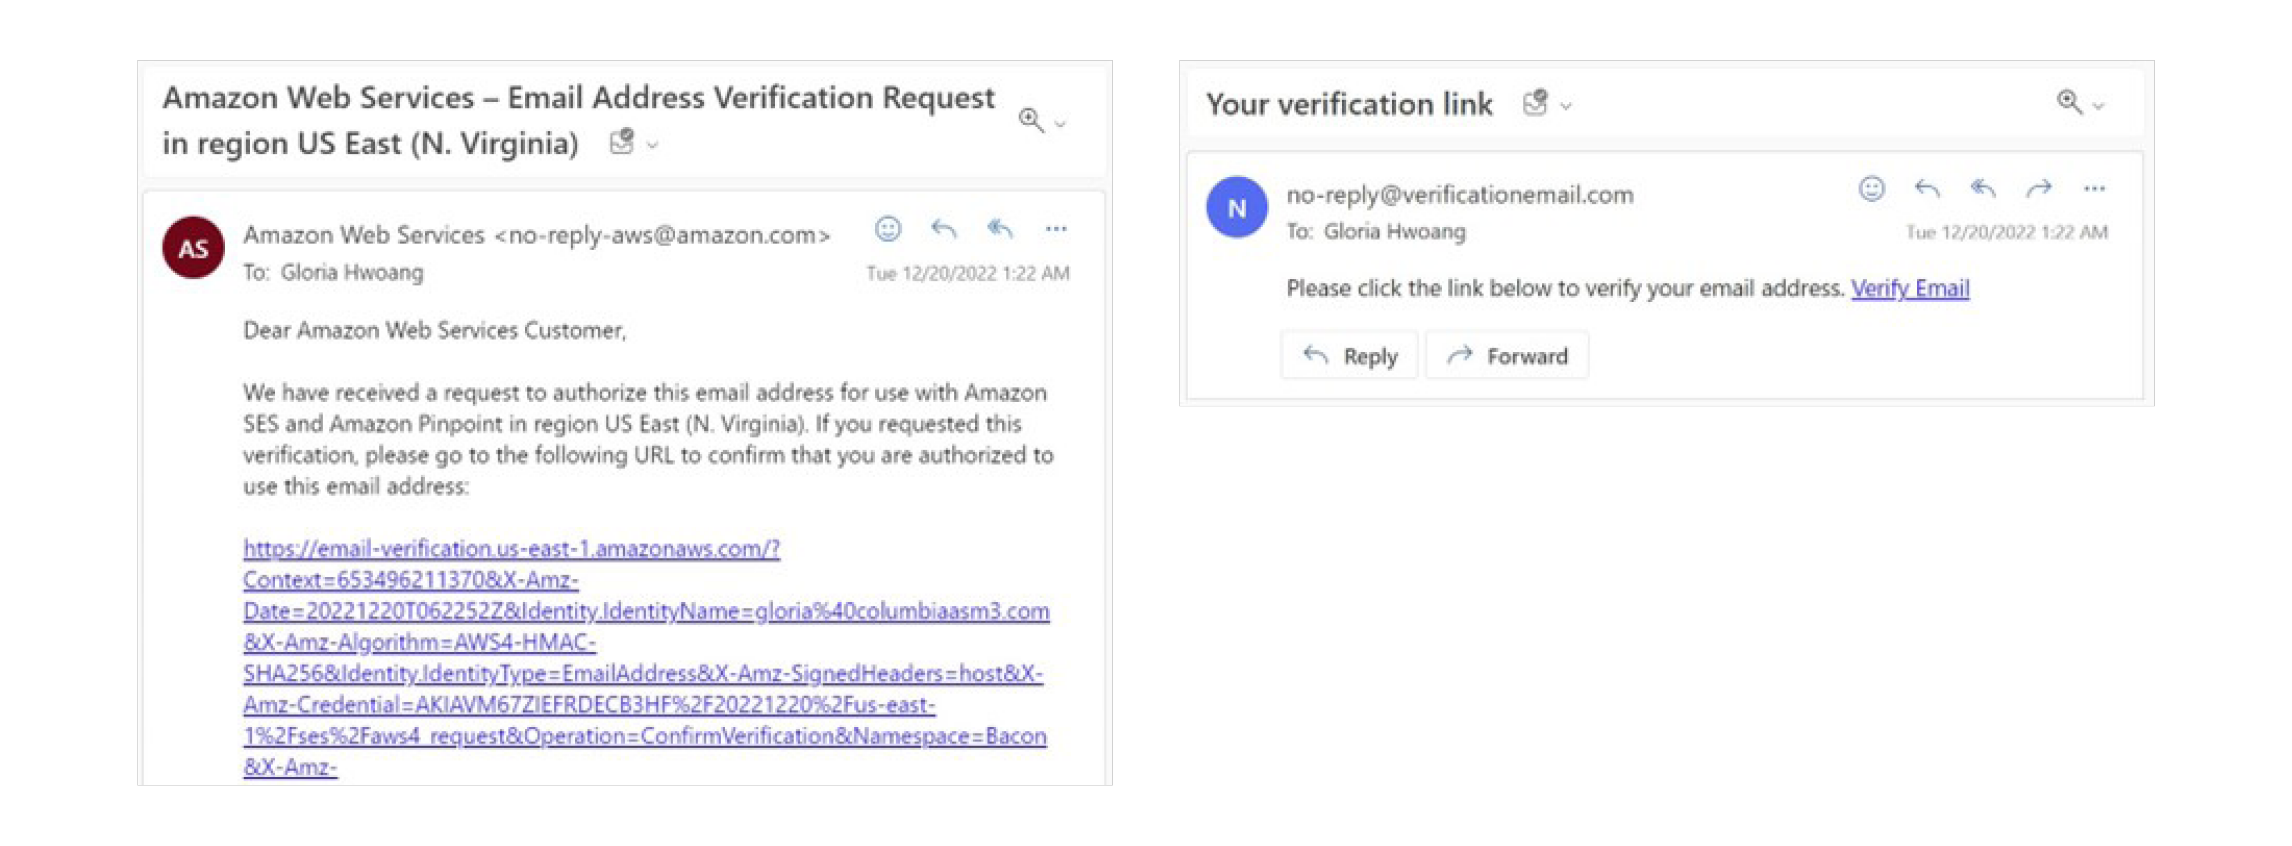 Amazon Web Services – Email Address Verification Request
in region US East (N. Virginia)
AS
Amazon Web Services <no-reply-aws@amazon.com>
To: Gloria Hwoang
Tue 12/20/2022 1:22 AM
Dear Amazon Web Services Customer,
We have received a request to authorize this email address for use with Amazon
SES and Amazon Pinpoint in region US East (N. Virginia). If you requested this
verification, please go to the following URL to confirm that you are authorized to
use this email address:
https://email-verification.us-east-1.amazonaws.com/?
Context=653496211370&X-Amz-
Date=20221220T062252Z&Identity.IdentityName=gloria%40columbiaasm3.com
&X-Amz-Algorithm=AWS4-HMAC-
SHA256&Identity.IdentityType=EmailAddress&X-Amz-SignedHeaders=host&X-
Amz-Credential=AKIAVM67ZIEFRDECB3HF%2F20221220%2Fus-east-
1%2Fses%2Faws4_request&Operation=ConfirmVerification&Namespace=Bacon
&X-Amz-
Your verification link
N
no-reply@verificationemail.com
To: Gloria Hwoang
Tue 12/20/2022 1:22 AM
Please click the link below to verify your email address. Verify Email
Reply
Forward